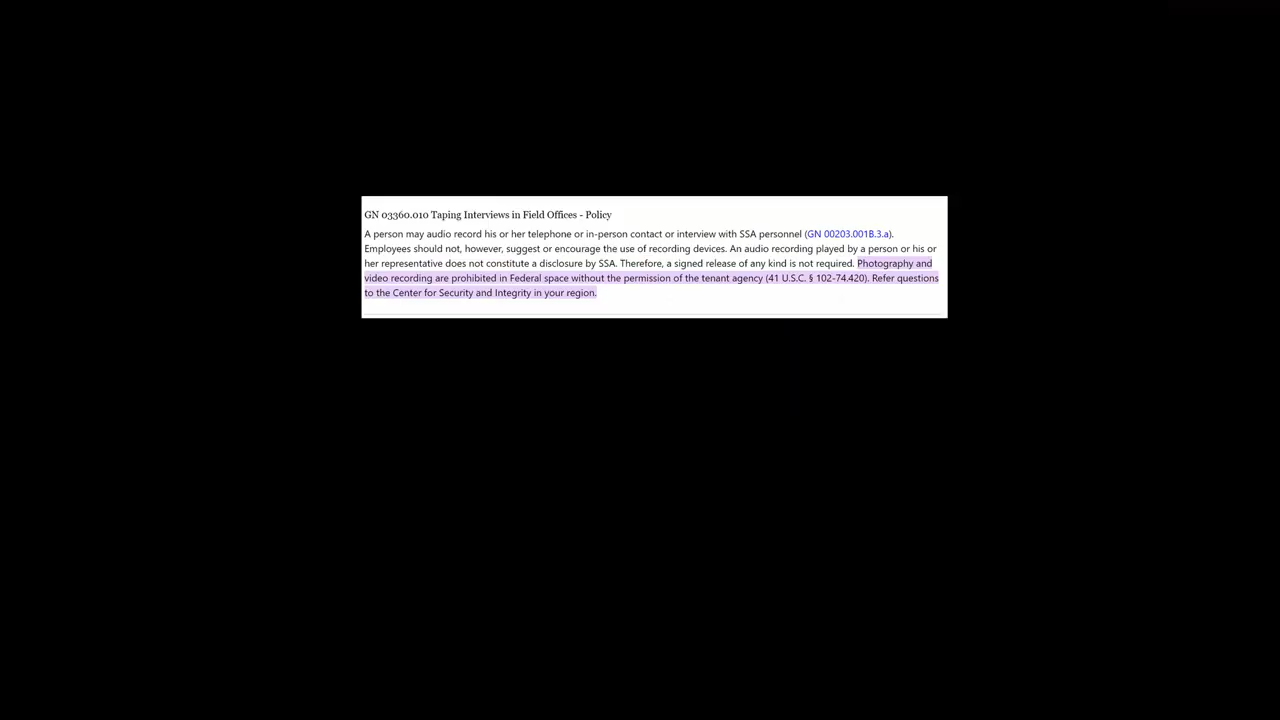 GN 03360.010 Taping Interviews in Field Offices - Policy
A person may audio record his or her telephone or in-person contact or interview with SSA personnel (GN 00203.001B.3.a).
Employees should not, however, suggest or encourage the use of recording devices. An audio recording played by a person or his or
her representative does not constitute a disclosure by SSA. Therefore, a signed release of any kind is not required. Photography and
video recording are prohibited in Federal space without the permission of the tenant agency (41 U.S.C. § 102-74.420). Refer questions
to the Center for Security and Integrity in your region.